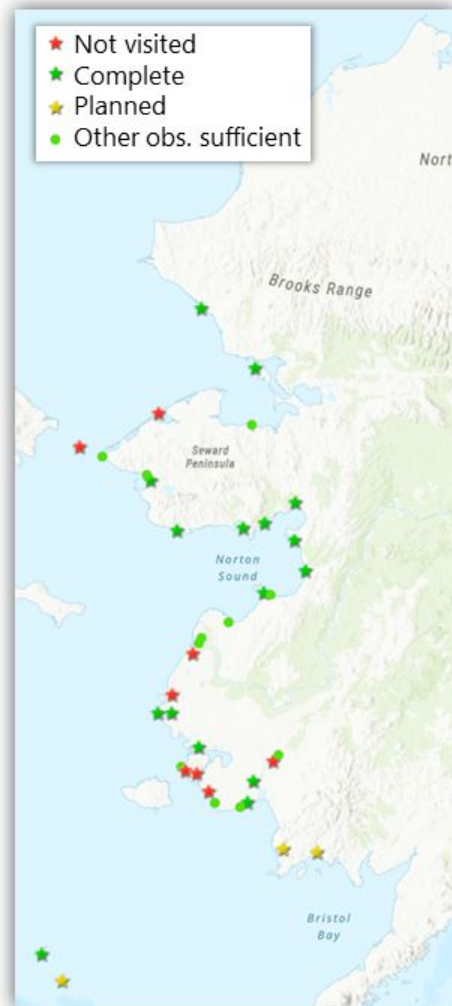 Not visited
Complete
Planned
Other obs. sufficient
Nort
Brooks Range
Seward
Peninsula
Norton
Sound
Bristol
Bay